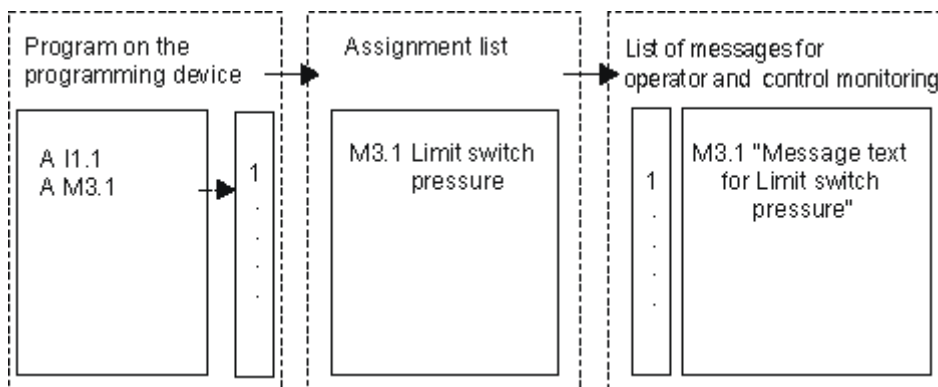 Program on the
programming device
A I1.1
A M3.1
1
.
.
.
.
Assignment list
M3.1 Limit switch
pressure
List of messages for
operator and control monitoring
1
.
.
.
.
M3.1 "Message text
for Limit switch
pressure"